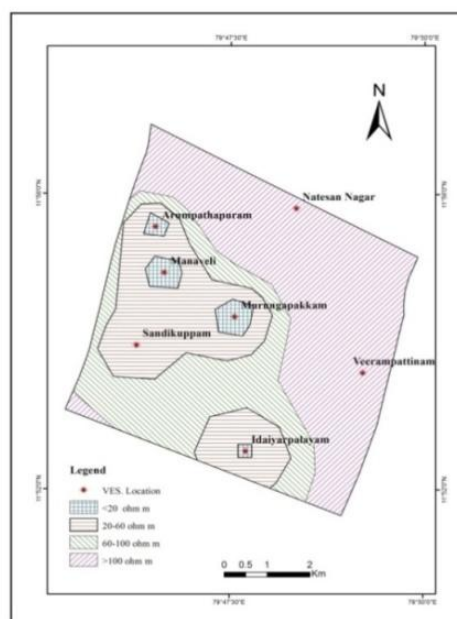 79°47'30"E 79°50'0"E
N
Natesan Nagar
Arumpathapuram
Manaveli
Murungapakkam
Sandikuppam
Veerampattinam
Idaiyarpalayam
Legend
VES. Location
<20 ohm m
20-60 ohm m
60-100 ohm m
>100 ohm m
0 0.5 1 2
Km
79°47'30"E 79°50'0"E